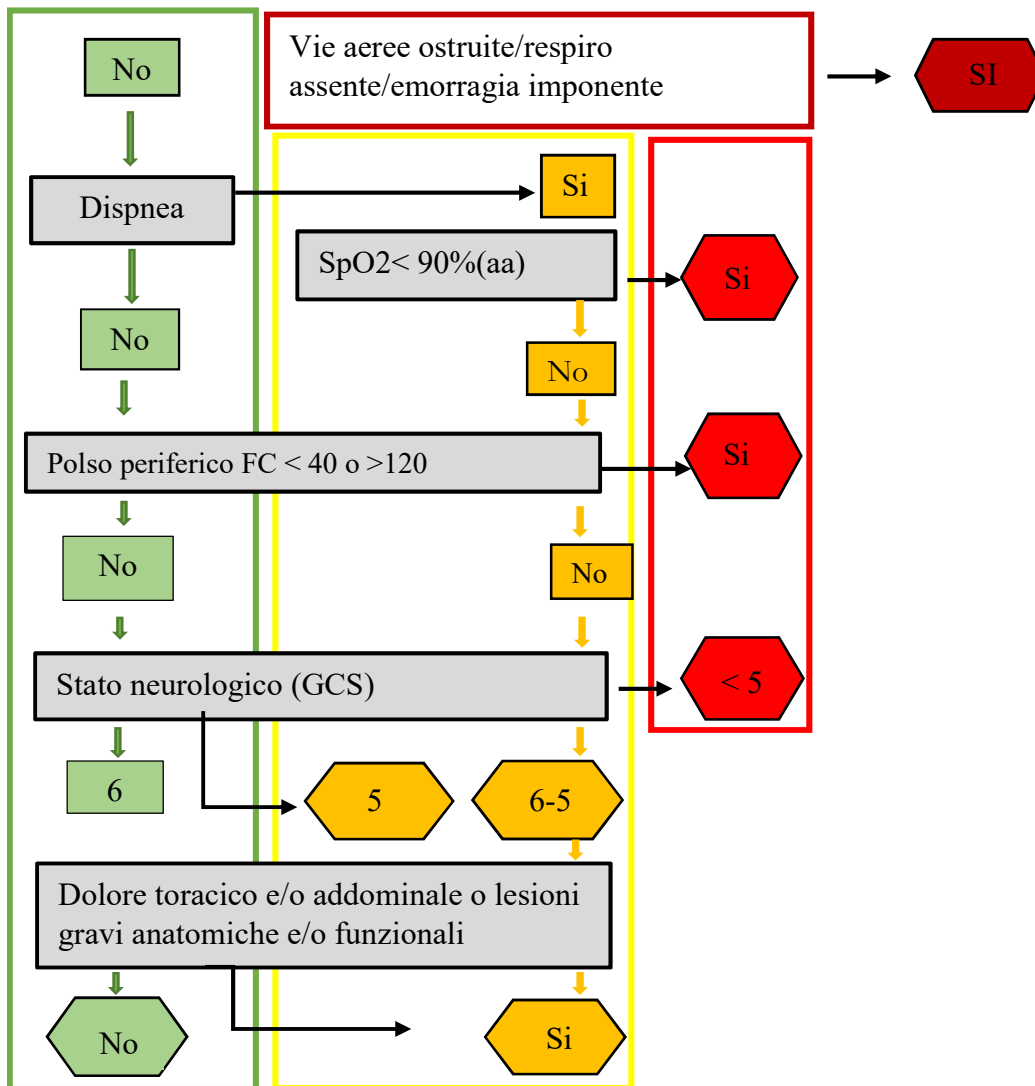 No
Vie aeree ostruite/respiro
assente/emorragia imponente
SI
Dispnea
Si
SpO2< 90%(aa)
Si
No
No
Polso periferico FC < 40 o >120
Si
No
No
Stato neurologico (GCS)
< 5
6
5
6-5
Dolore toracico e/o addominale o lesioni
gravi anatomiche e/o funzionali
No
Si